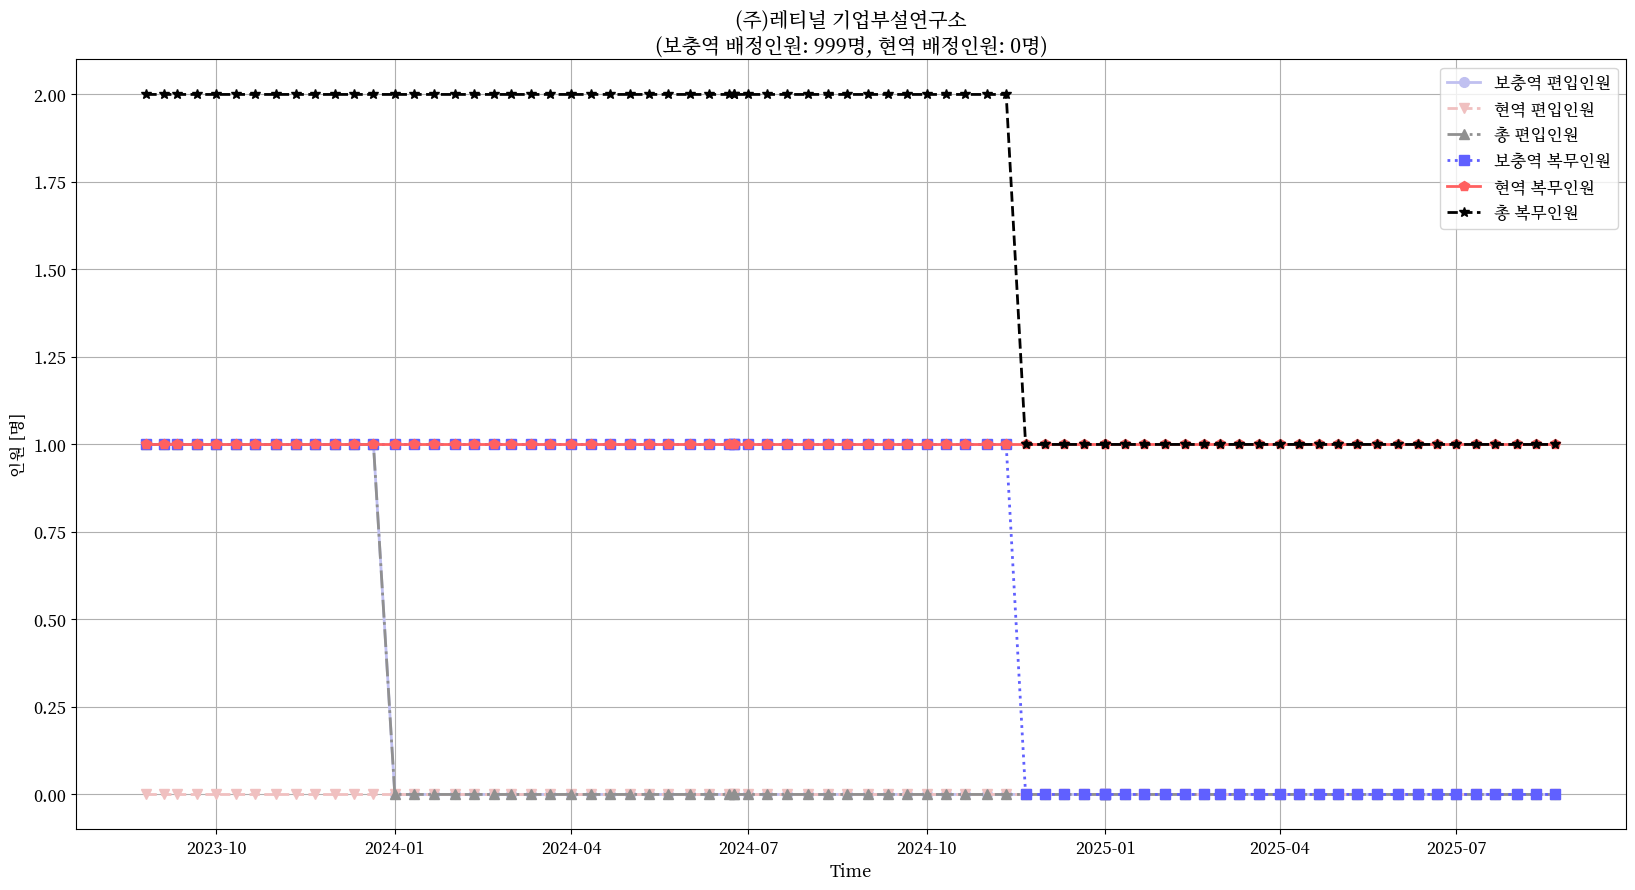 (주)레티널 기업부설연구소
(보충역 배정인원: 999명, 현역 배정인원: 0명)
보충역 편입인원
현역 편입인원
총 편입인원
보충역 복무인원
현역 복무인원
총 복무인원
인원 [명]
2.00
1.75
1.50
1.25
1.00
0.75
0.50
0.25
0.00
2023-10 2024-01 2024-04 2024-07 2024-10 2025-01 2025-04 2025-07
Time